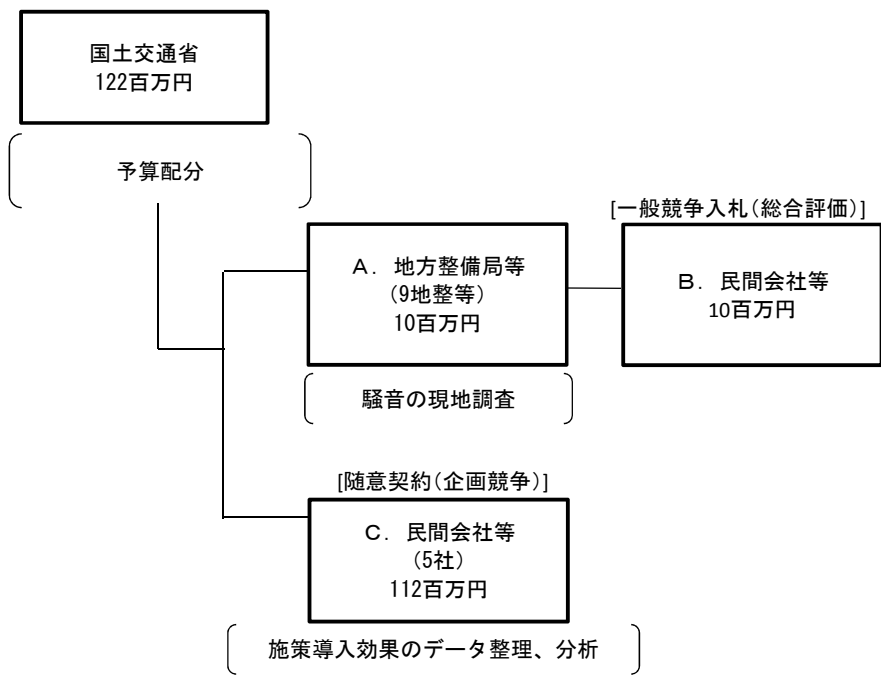 国土交通省
122百万円
予算配分
[一般競争入札(総合評価)]
A. 地方整備局等
(9地整等)
10百万円
B. 民間会社等
10百万円
騒音の現地調査
[随意契約(企画競争)]
C. 民間会社等
(5社)
112百万円
施策導入効果のデータ整理、分析